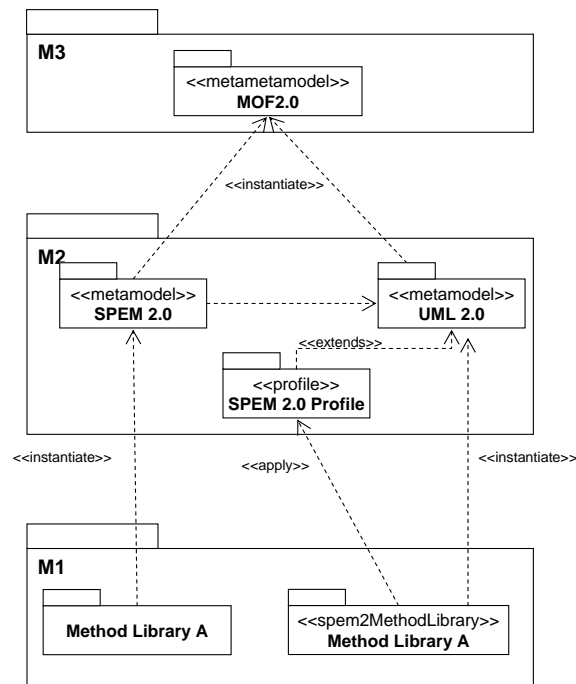 M3
<<metametamodel>>
MOF2.0
<<instantiate>>
M2
<<metamodel>>
SPEM 2.0
<<metamodel>>
UML 2.0
<<extends>>
<<profile>>
SPEM 2.0 Profile
<<instantiate>>
<<apply>>
<<instantiate>>
M1
Method Library A
<<spem2MethodLibrary>>
Method Library A